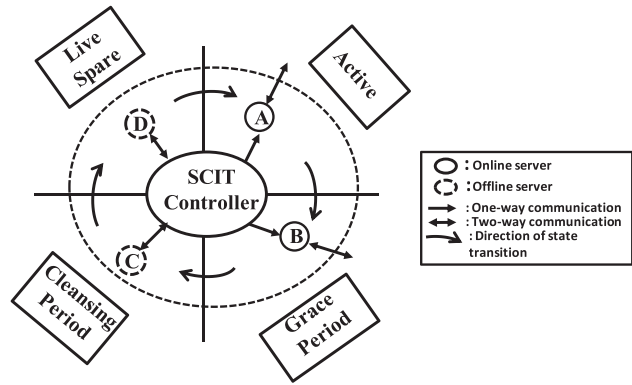 Live
Spare
Active
D
A
SCIT
Controller
C
B
Cleansing
Period
Grace
Period
: Online server
: Offline server
: One-way communication
: Two-way communication
: Direction of state
transition